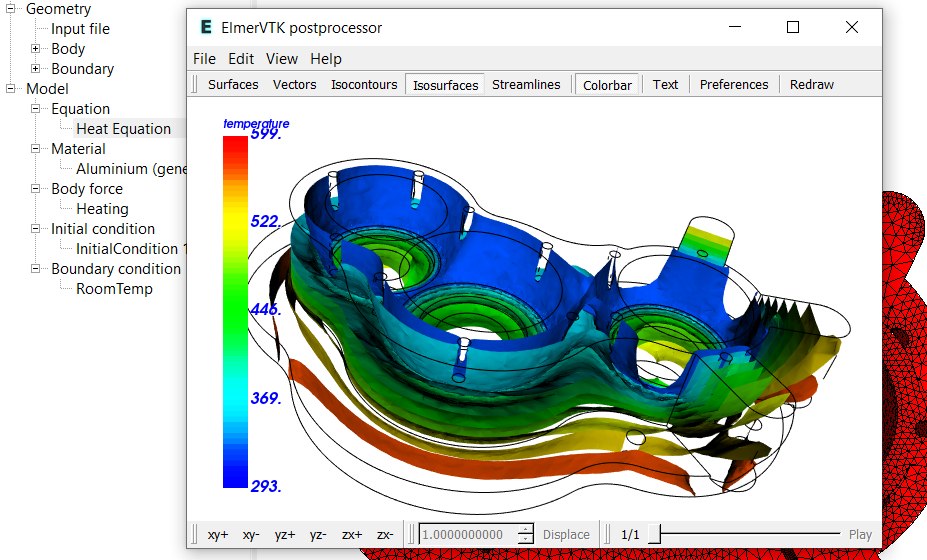 Geometry
Input file
Body
Boundary
Model
Equation
Heat Equation
Material
Aluminium (gene
Body force
Heating
Initial condition
InitialCondition 1
Boundary condition
RoomTemp
E ElmerVTK postprocessor
File Edit View Help
Surfaces Vectors Isocontours Isosurfaces Streamlines Colorbar Text Preferences Redraw
temperature
599.
522.
446.
369.
293.
xy+ xy- yz+ yz- zx+ zx- 1.0000000000 Displace 1/1 Play